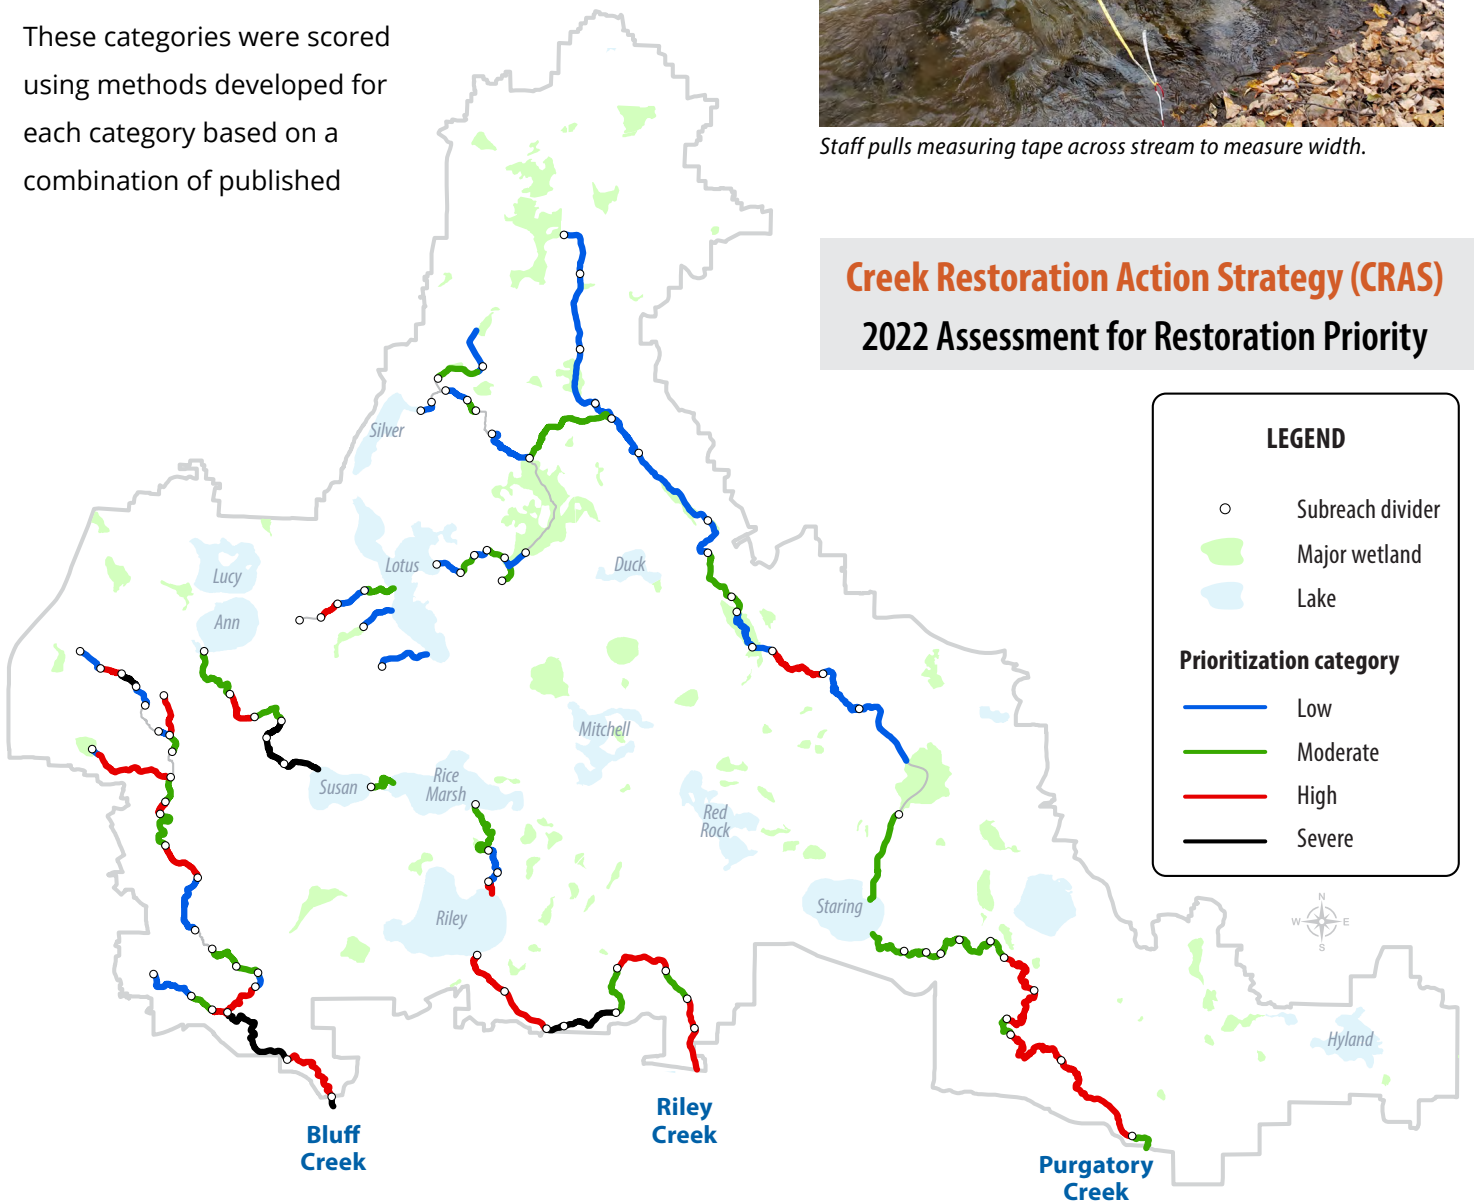 These categories were scored
using methods developed for
each category based on a
combination of published
Staff pulls measuring tape across stream to measure width.
Creek Restoration Action Strategy (CRAS)
2022 Assessment for Restoration Priority
LEGEND
Subreach divider
Major wetland
Lake
Prioritization category
Low
Moderate
High
Severe
N
W E
S
Silver
Lotus
Duck
Lucy
Ann
Mitchell
Susan
Rice
Marsh
Red
Rock
Riley
Staring
Hyland
Bluff
Creek
Riley
Creek
Purgatory
Creek